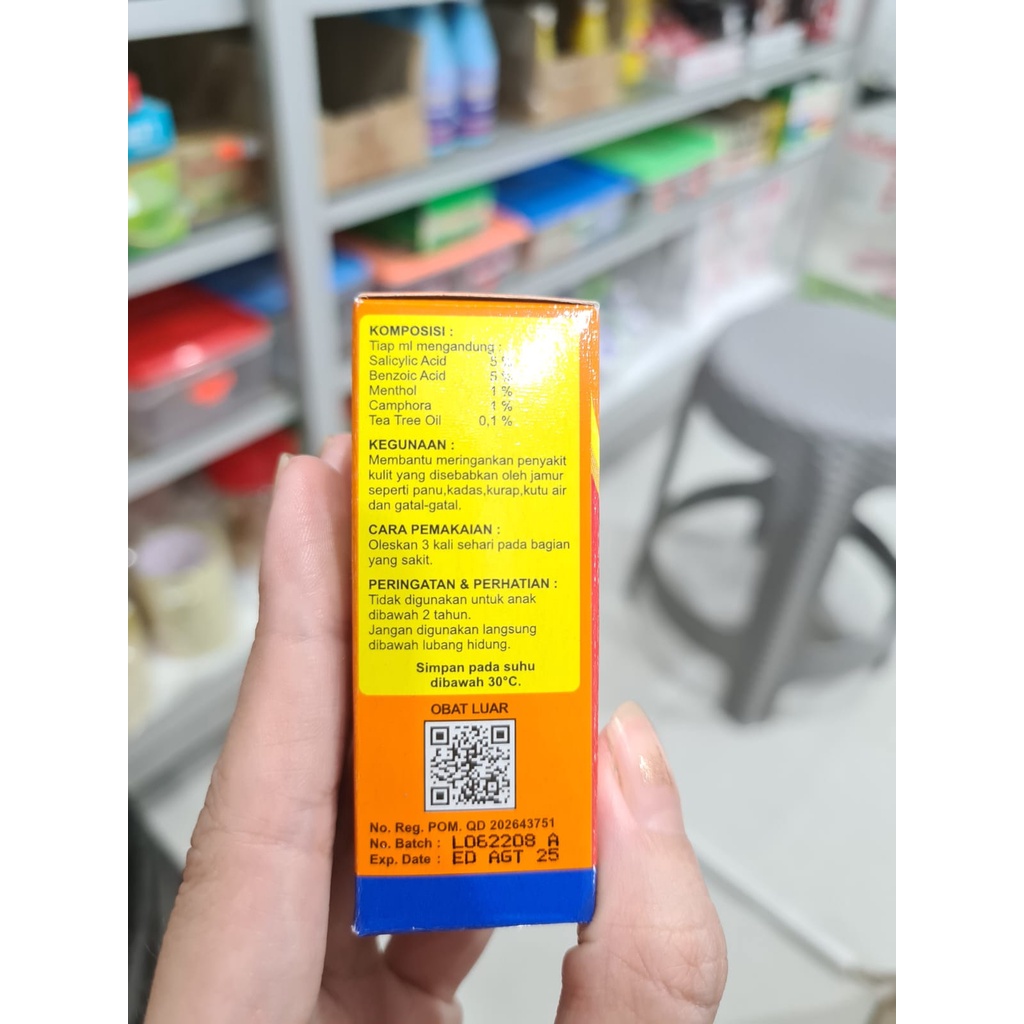 KOMPOSISI :
Tiap ml mengandung :
Salicylic Acid 5 %
Benzoic Acid 5 %
Menthol 1 %
Camphora 1 %
Tea Tree Oil 0,1 %
KEGUNAAN :
Membantu meringankan penyakit
kulit yang disebabkan oleh jamur
seperti panu,kadas,kurap,kutu air
dan gatal-gatal.
CARA PEMAKAIAN :
Oleskan 3 kali sehari pada bagian
yang sakit.
PERINGATAN & PERHATIAN :
Tidak digunakan untuk anak
dibawah 2 tahun.
Jangan digunakan langsung
dibawah lubang hidung.
Simpan pada suhu
dibawah 30°C.
OBAT LUAR
No. Reg. POM. QD 202643751
No. Batch : L062208 A
Exp. Date : ED AGT 25